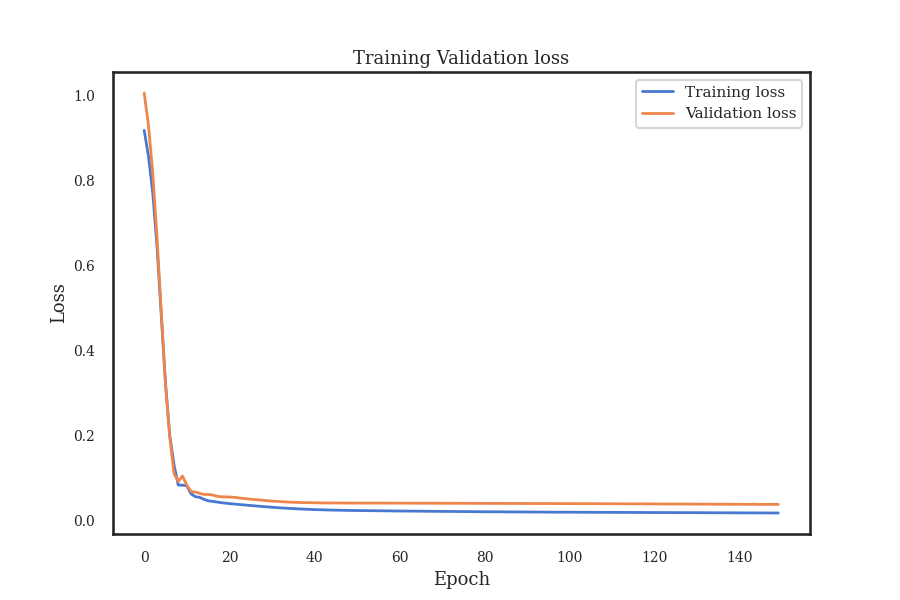 Training Validation loss
Training loss
Validation loss
1.0
0.8
0.6
0.4
0.2
0.0
Loss
0 20 40 60 80 100 120 140
Epoch